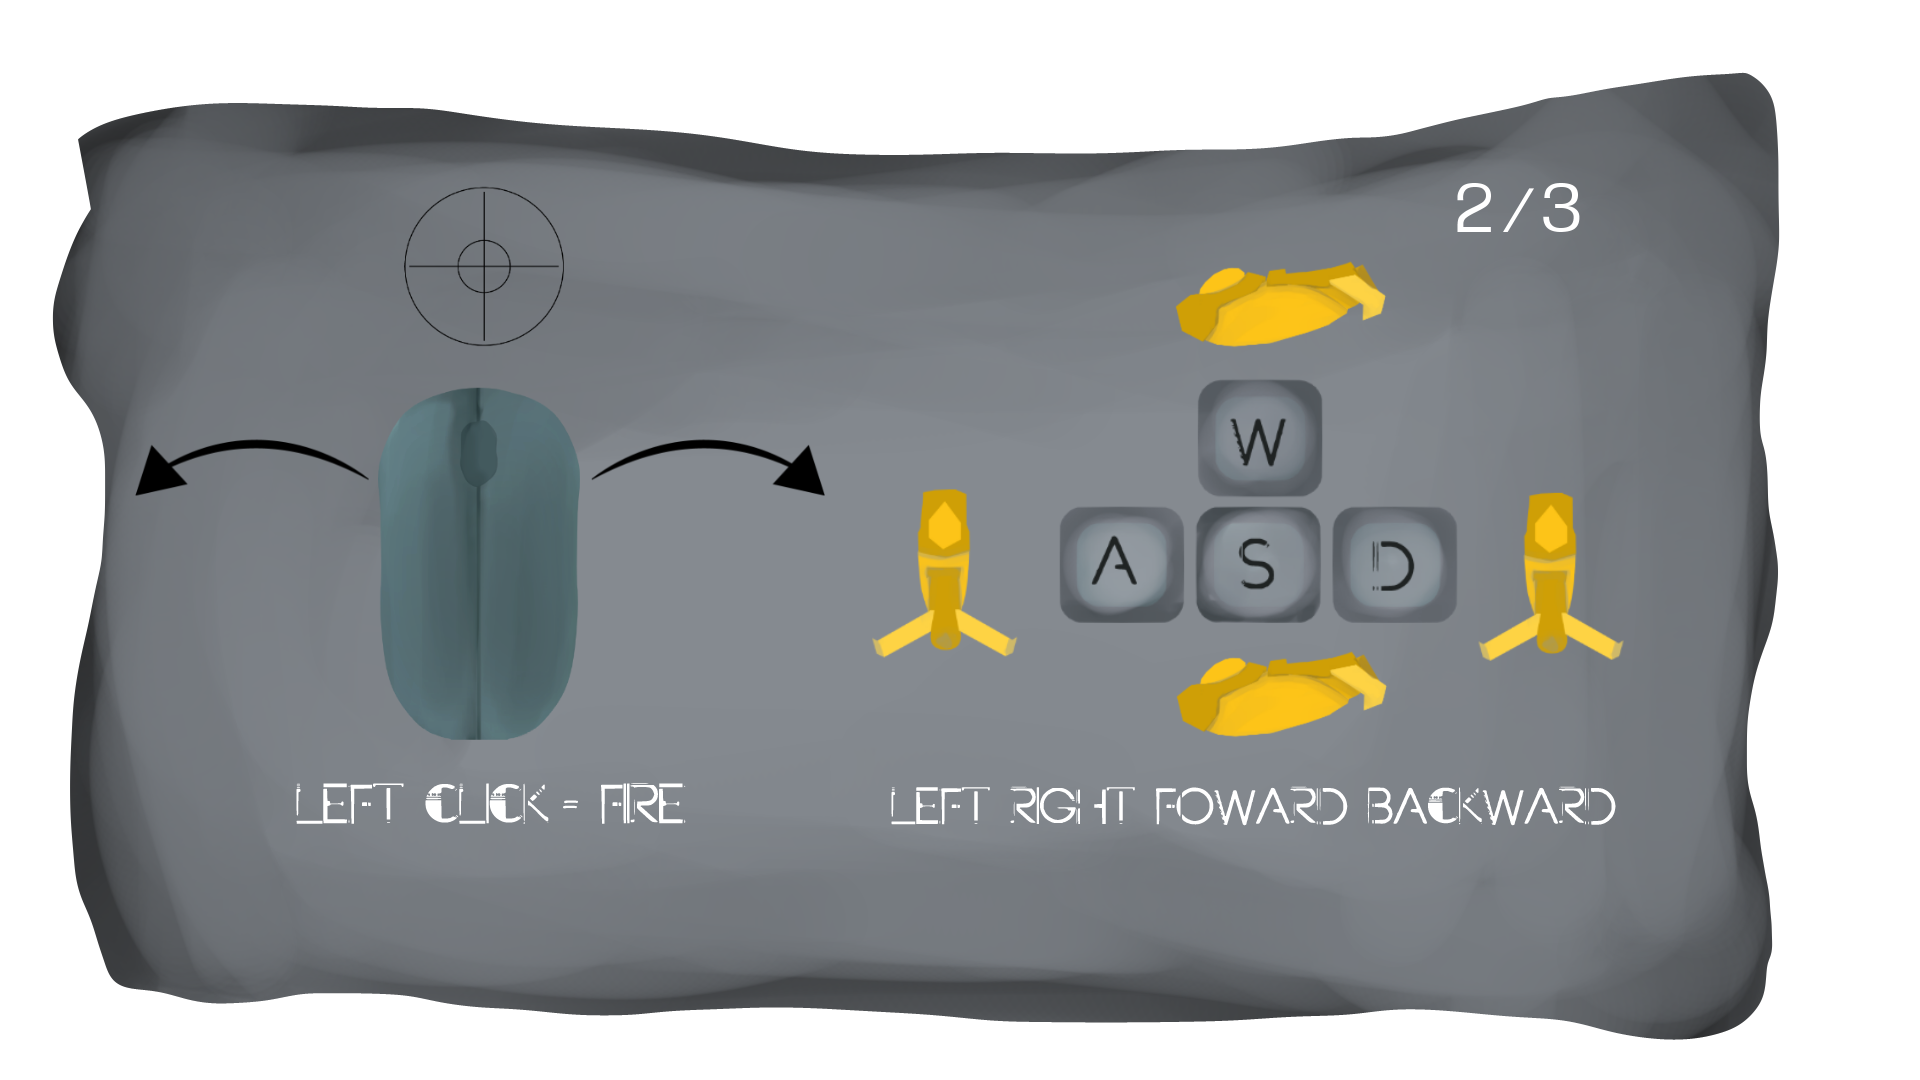 2/3
W
A S D
LEFT CLICK = FIRE
LEFT RIGHT FOWARD BACKWARD